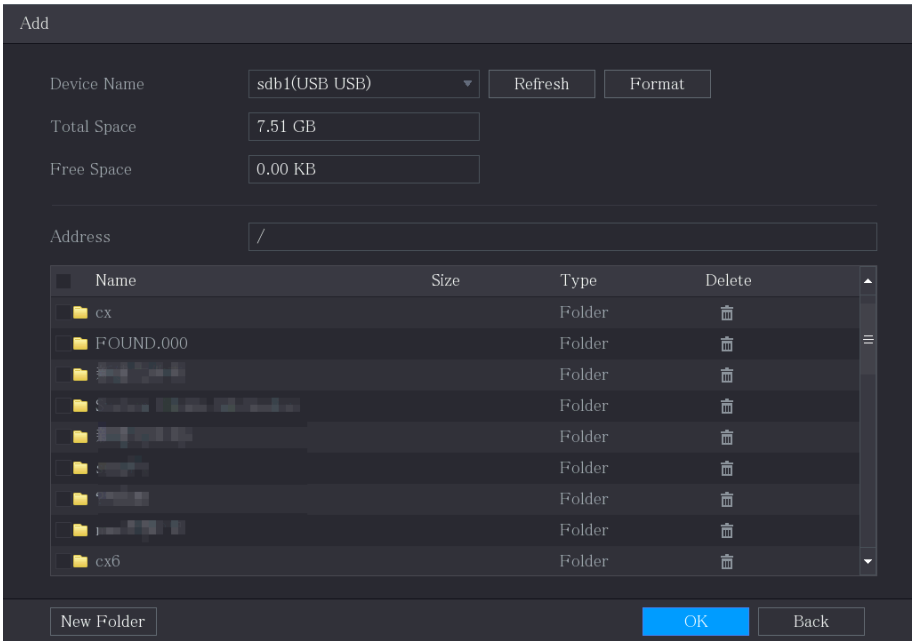 Add
Device Name sdb1(USB USB) Refresh Format
Total Space 7.51 GB
Free Space 0.00 KB
Address /
Name Size Type Delete
cx Folder
FOUND.000 Folder
Folder
Folder
Folder
Folder
Folder
Folder
cx6 Folder
New Folder OK Back